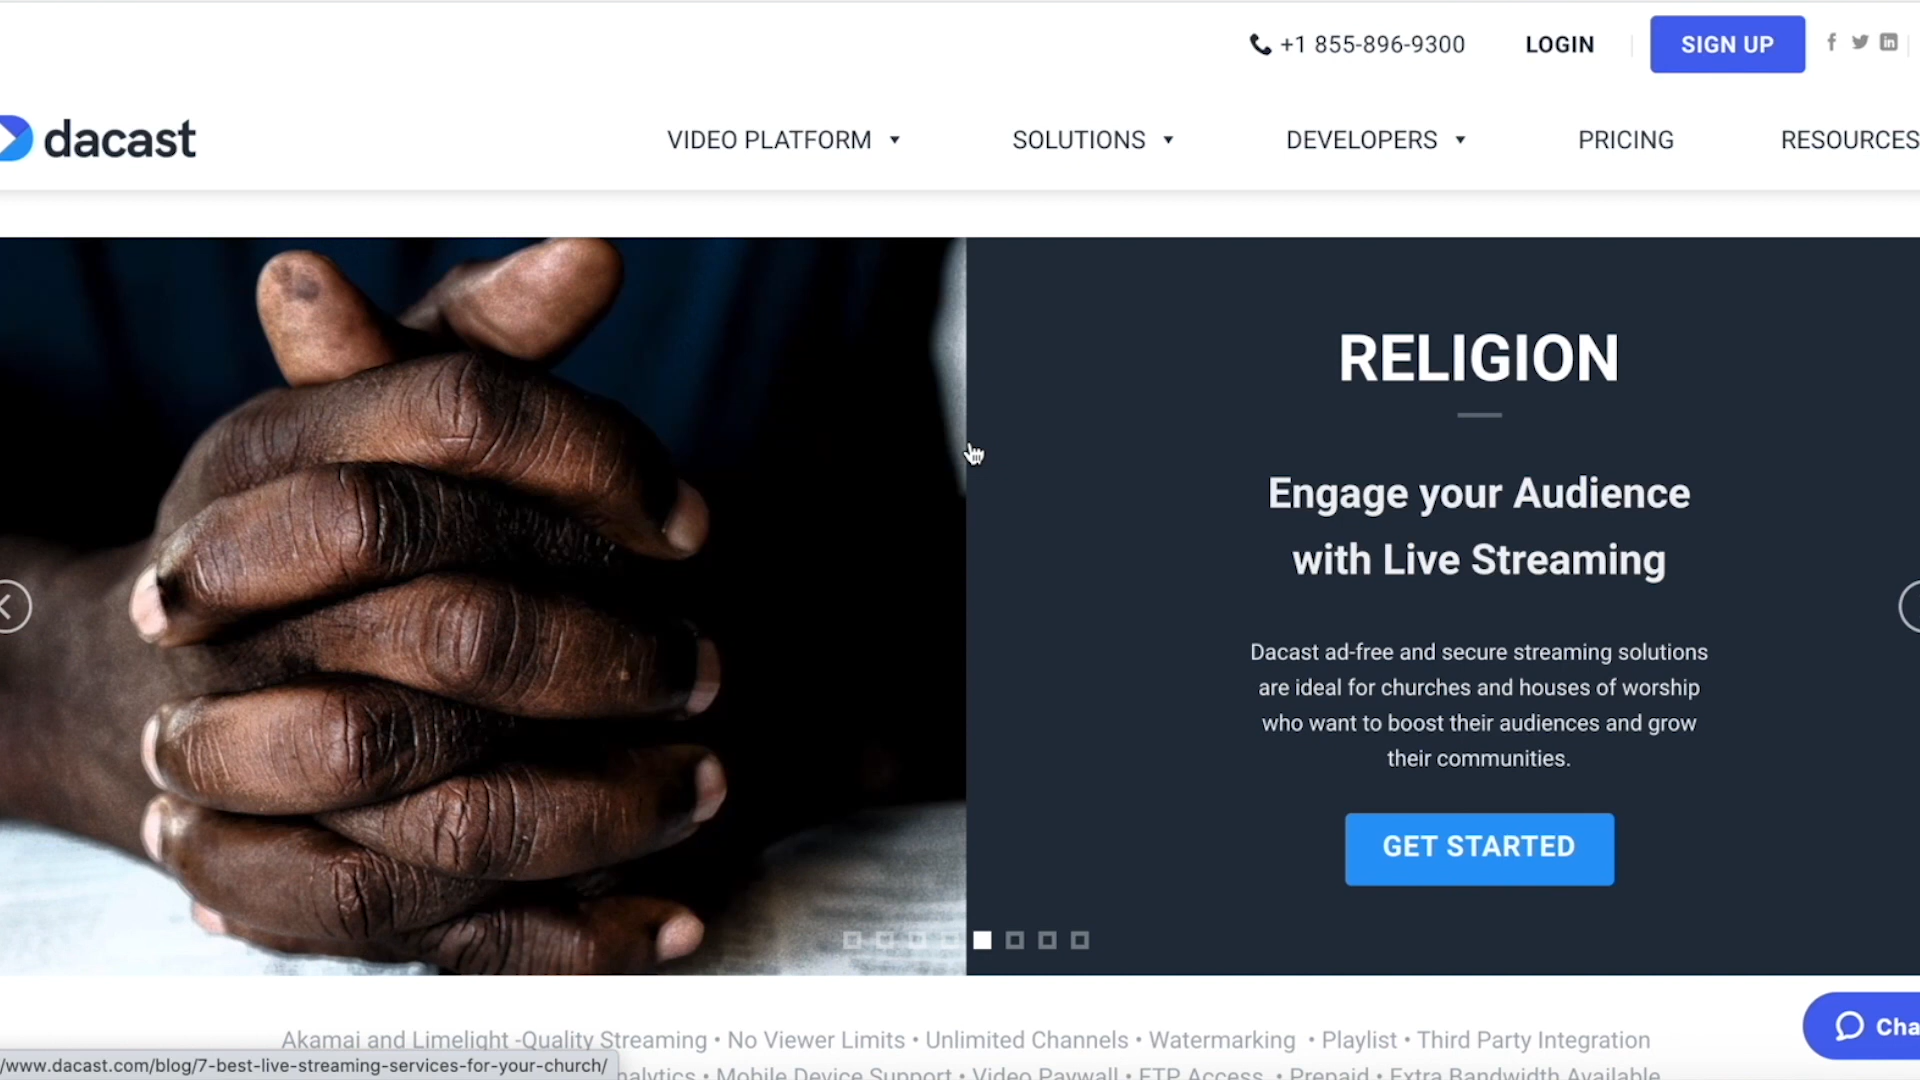 +1 855-896-9300 LOGIN SIGN UP
dacast VIDEO PLATFORM SOLUTIONS DEVELOPERS PRICING RESOURCES
RELIGION
Engage your Audience
with Live Streaming
Dacast ad-free and secure streaming solutions
are ideal for churches and houses of worship
who want to boost their audiences and grow
their communities.
GET STARTED
Akamai and Limelight -Quality Streaming • No Viewer Limits • Unlimited Channels • Watermarking • Playlist • Third Party Integration
Cha
/www.dacast.com/blog/7-best-live-streaming-services-for-your-church/
nalytics • Mobile Device Support • Video Paywall • FTP Access • Prepaid • Extra Bandwidth Available